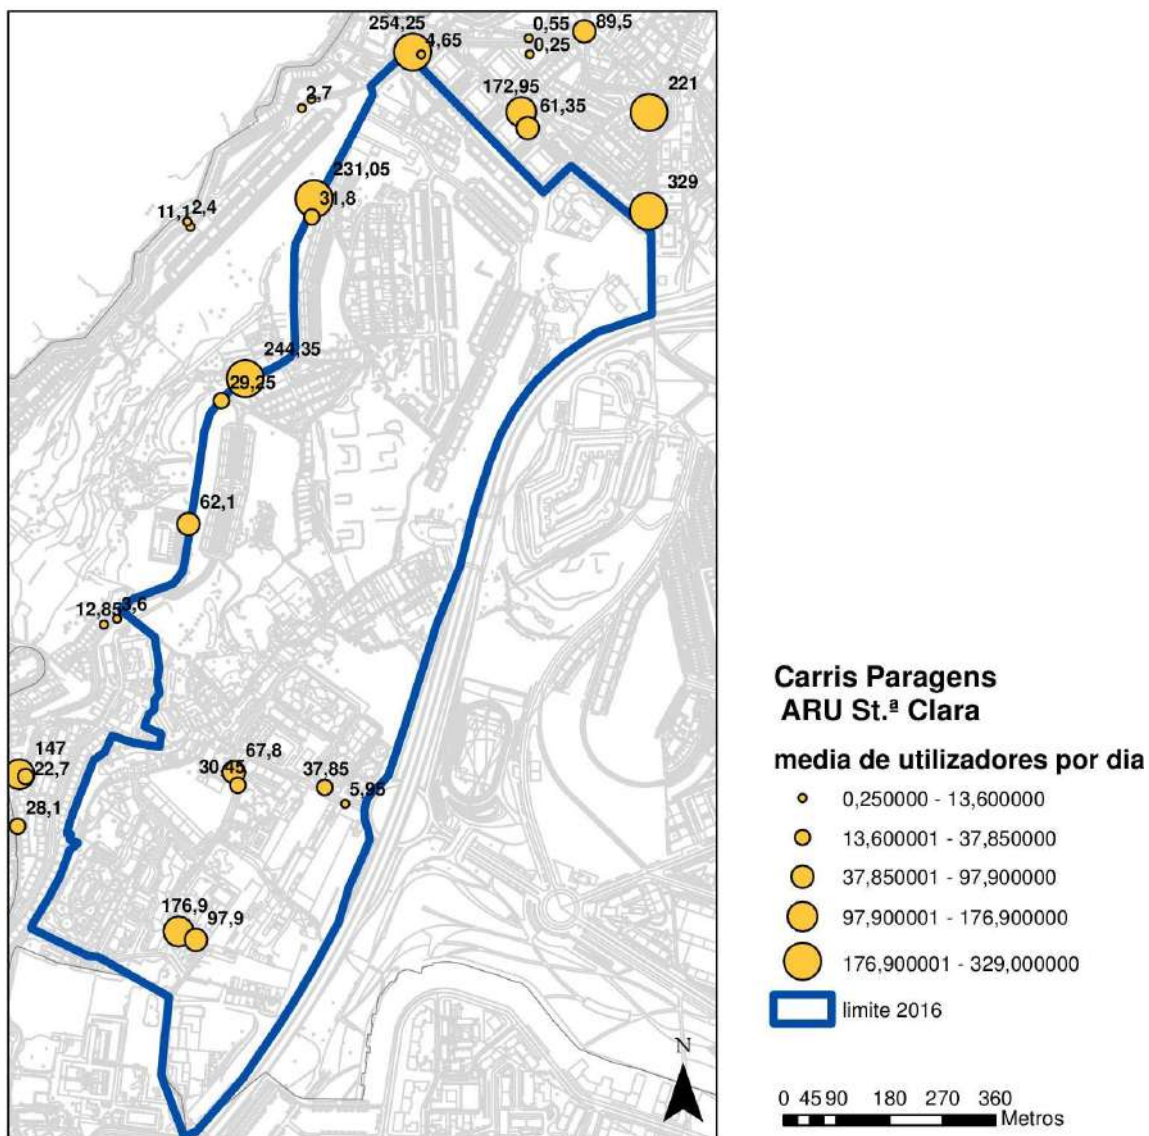 254,25
4,65
0,55
89,5
0,25
2,7
172,95
61,35
221
231,05
31,8
329
11,1
2,4
244,35
29,25
62,1
12,85
3,6
147
22,7
28,1
67,8
30,45
37,85
5,95
176,9
97,9
N
Carris Paragens
ARU St.ª Clara
media de utilizadores por dia
0,250000 - 13,600000
13,600001 - 37,850000
37,850001 - 97,900000
97,900001 - 176,900000
176,900001 - 329,000000
limite 2016
0 45 90 180 270 360
Metros